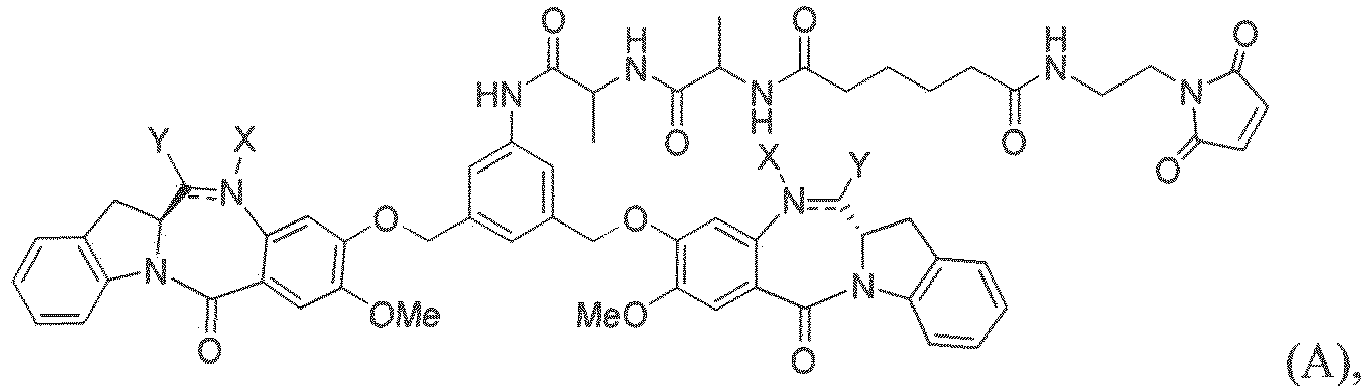 O H N O H N O
HN N H O O N
O O
Y X X Y
N N
O O
N OMe MeO N
O O
(A),